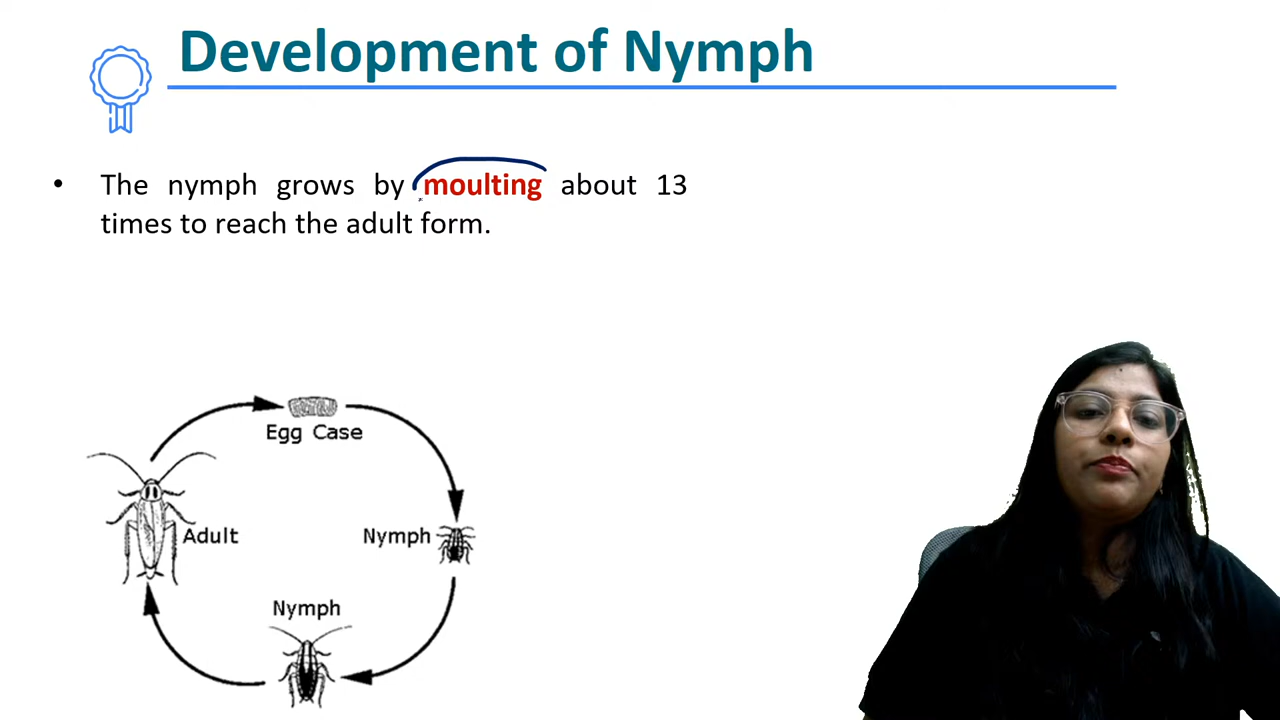 Development of Nymph
• The nymph grows by moulting about 13
times to reach the adult form.
Egg Case
Adult
Nymph
Nymph